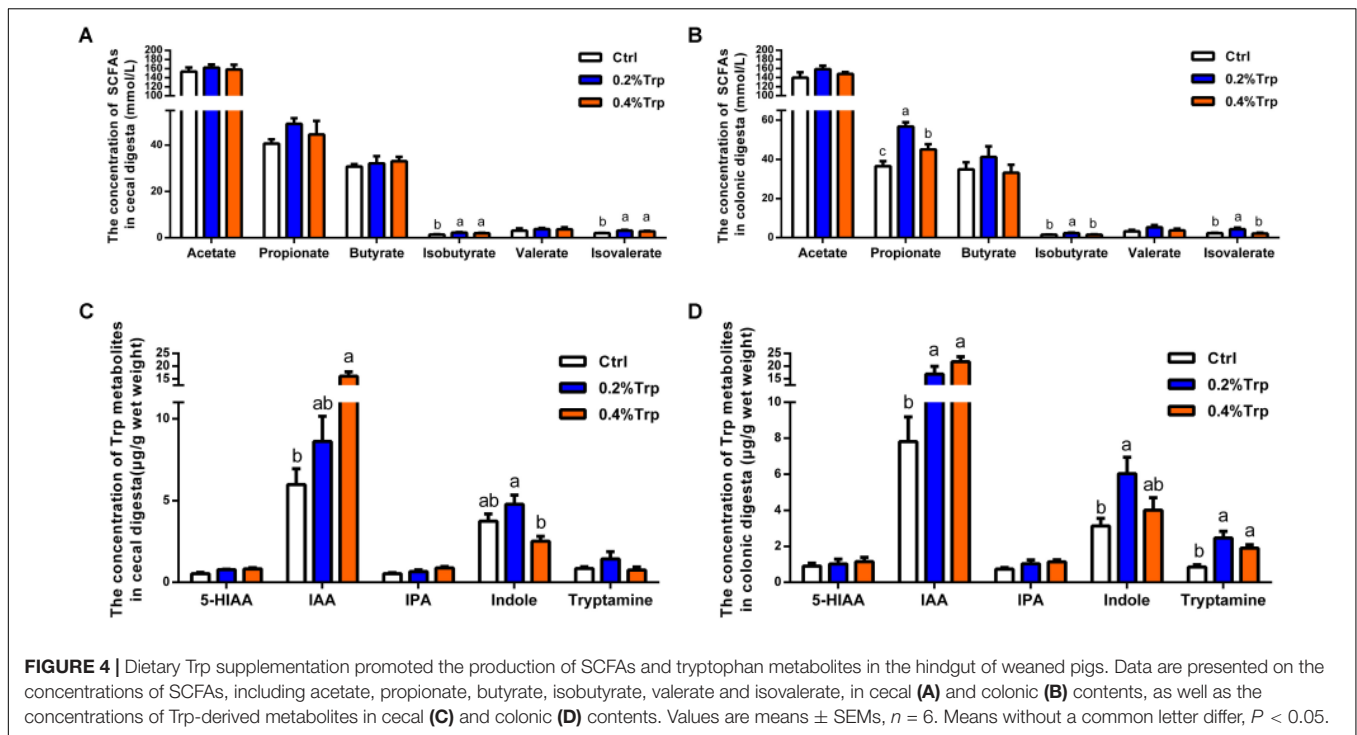 A
The concentration of SCFAs
in cecal digesta (mmol/L)
200
180
160
140
120
100
40
20
0
Acetate Propionate Butyrate Isobutyrate Valerate Isovalerate
b a a b a a
Ctrl
0.2%Trp
0.4%Trp
B
The concentration of SCFAs
in colonic digesta (mmol/L)
200
180
160
140
120
100
60
40
20
0
Acetate Propionate Butyrate Isobutyrate Valerate Isovalerate
c a b b a b b a b
Ctrl
0.2%Trp
0.4%Trp
C
The concentration of Trp metabolites
in cecal digesta(µg/g wet weight)
25
20
15
10
5
0
5-HIAA IAA IPA Indole Tryptamine
b ab a ab a b
Ctrl
0.2%Trp
0.4%Trp
D
The concentration of Trp metabolites
in colonic digesta (µg/g wet weight)
25
20
15
10
8
6
4
2
0
5-HIAA IAA IPA Indole Tryptamine
b a a b a ab b a a
Ctrl
0.2%Trp
0.4%Trp
FIGURE 4 | Dietary Trp supplementation promoted the production of SCFAs and tryptophan metabolites in the hindgut of weaned pigs. Data are presented on the
concentrations of SCFAs, including acetate, propionate, butyrate, isobutyrate, valerate and isovalerate, in cecal (A) and colonic (B) contents, as well as the
concentrations of Trp-derived metabolites in cecal (C) and colonic (D) contents. Values are means ± SEMs, n = 6. Means without a common letter differ, P < 0.05.